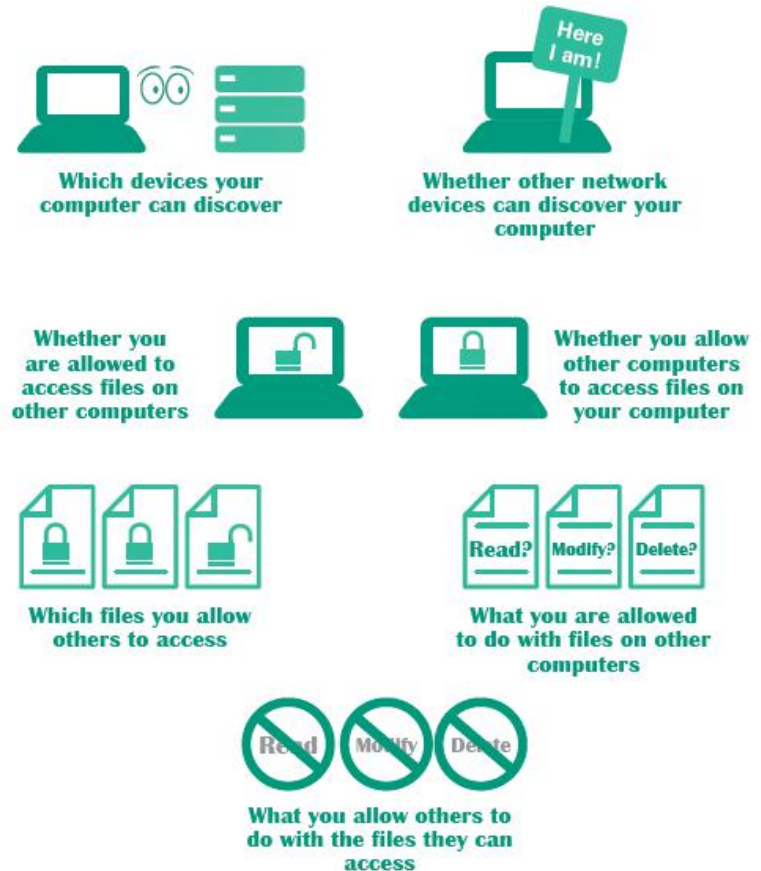 Here
I am!
Which devices your
computer can discover
Whether other network
devices can discover your
computer
Whether you
are allowed to
access files on
other computers
Whether you allow
other computers
to access files on
your computer
Which files you allow
others to access
Read?
Modify?
Delete?
What you are allowed
to do with files on other
computers
Read
Modify
Delete
What you allow others to
do with the files they can
access